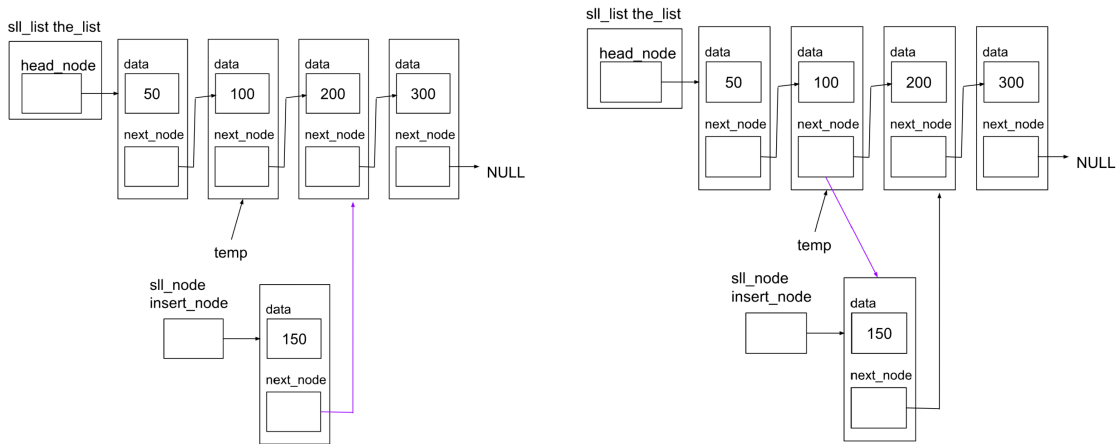 sll_list the_list
head_node
data
data
data
data
50
100
200
300
next_node
next_node
next_node
next_node
NULL
temp
sll_node
insert_node
data
150
next_node
sll_list the_list
head_node
data
data
data
data
50
100
200
300
next_node
next_node
next_node
next_node
NULL
temp
sll_node
insert_node
data
150
next_node